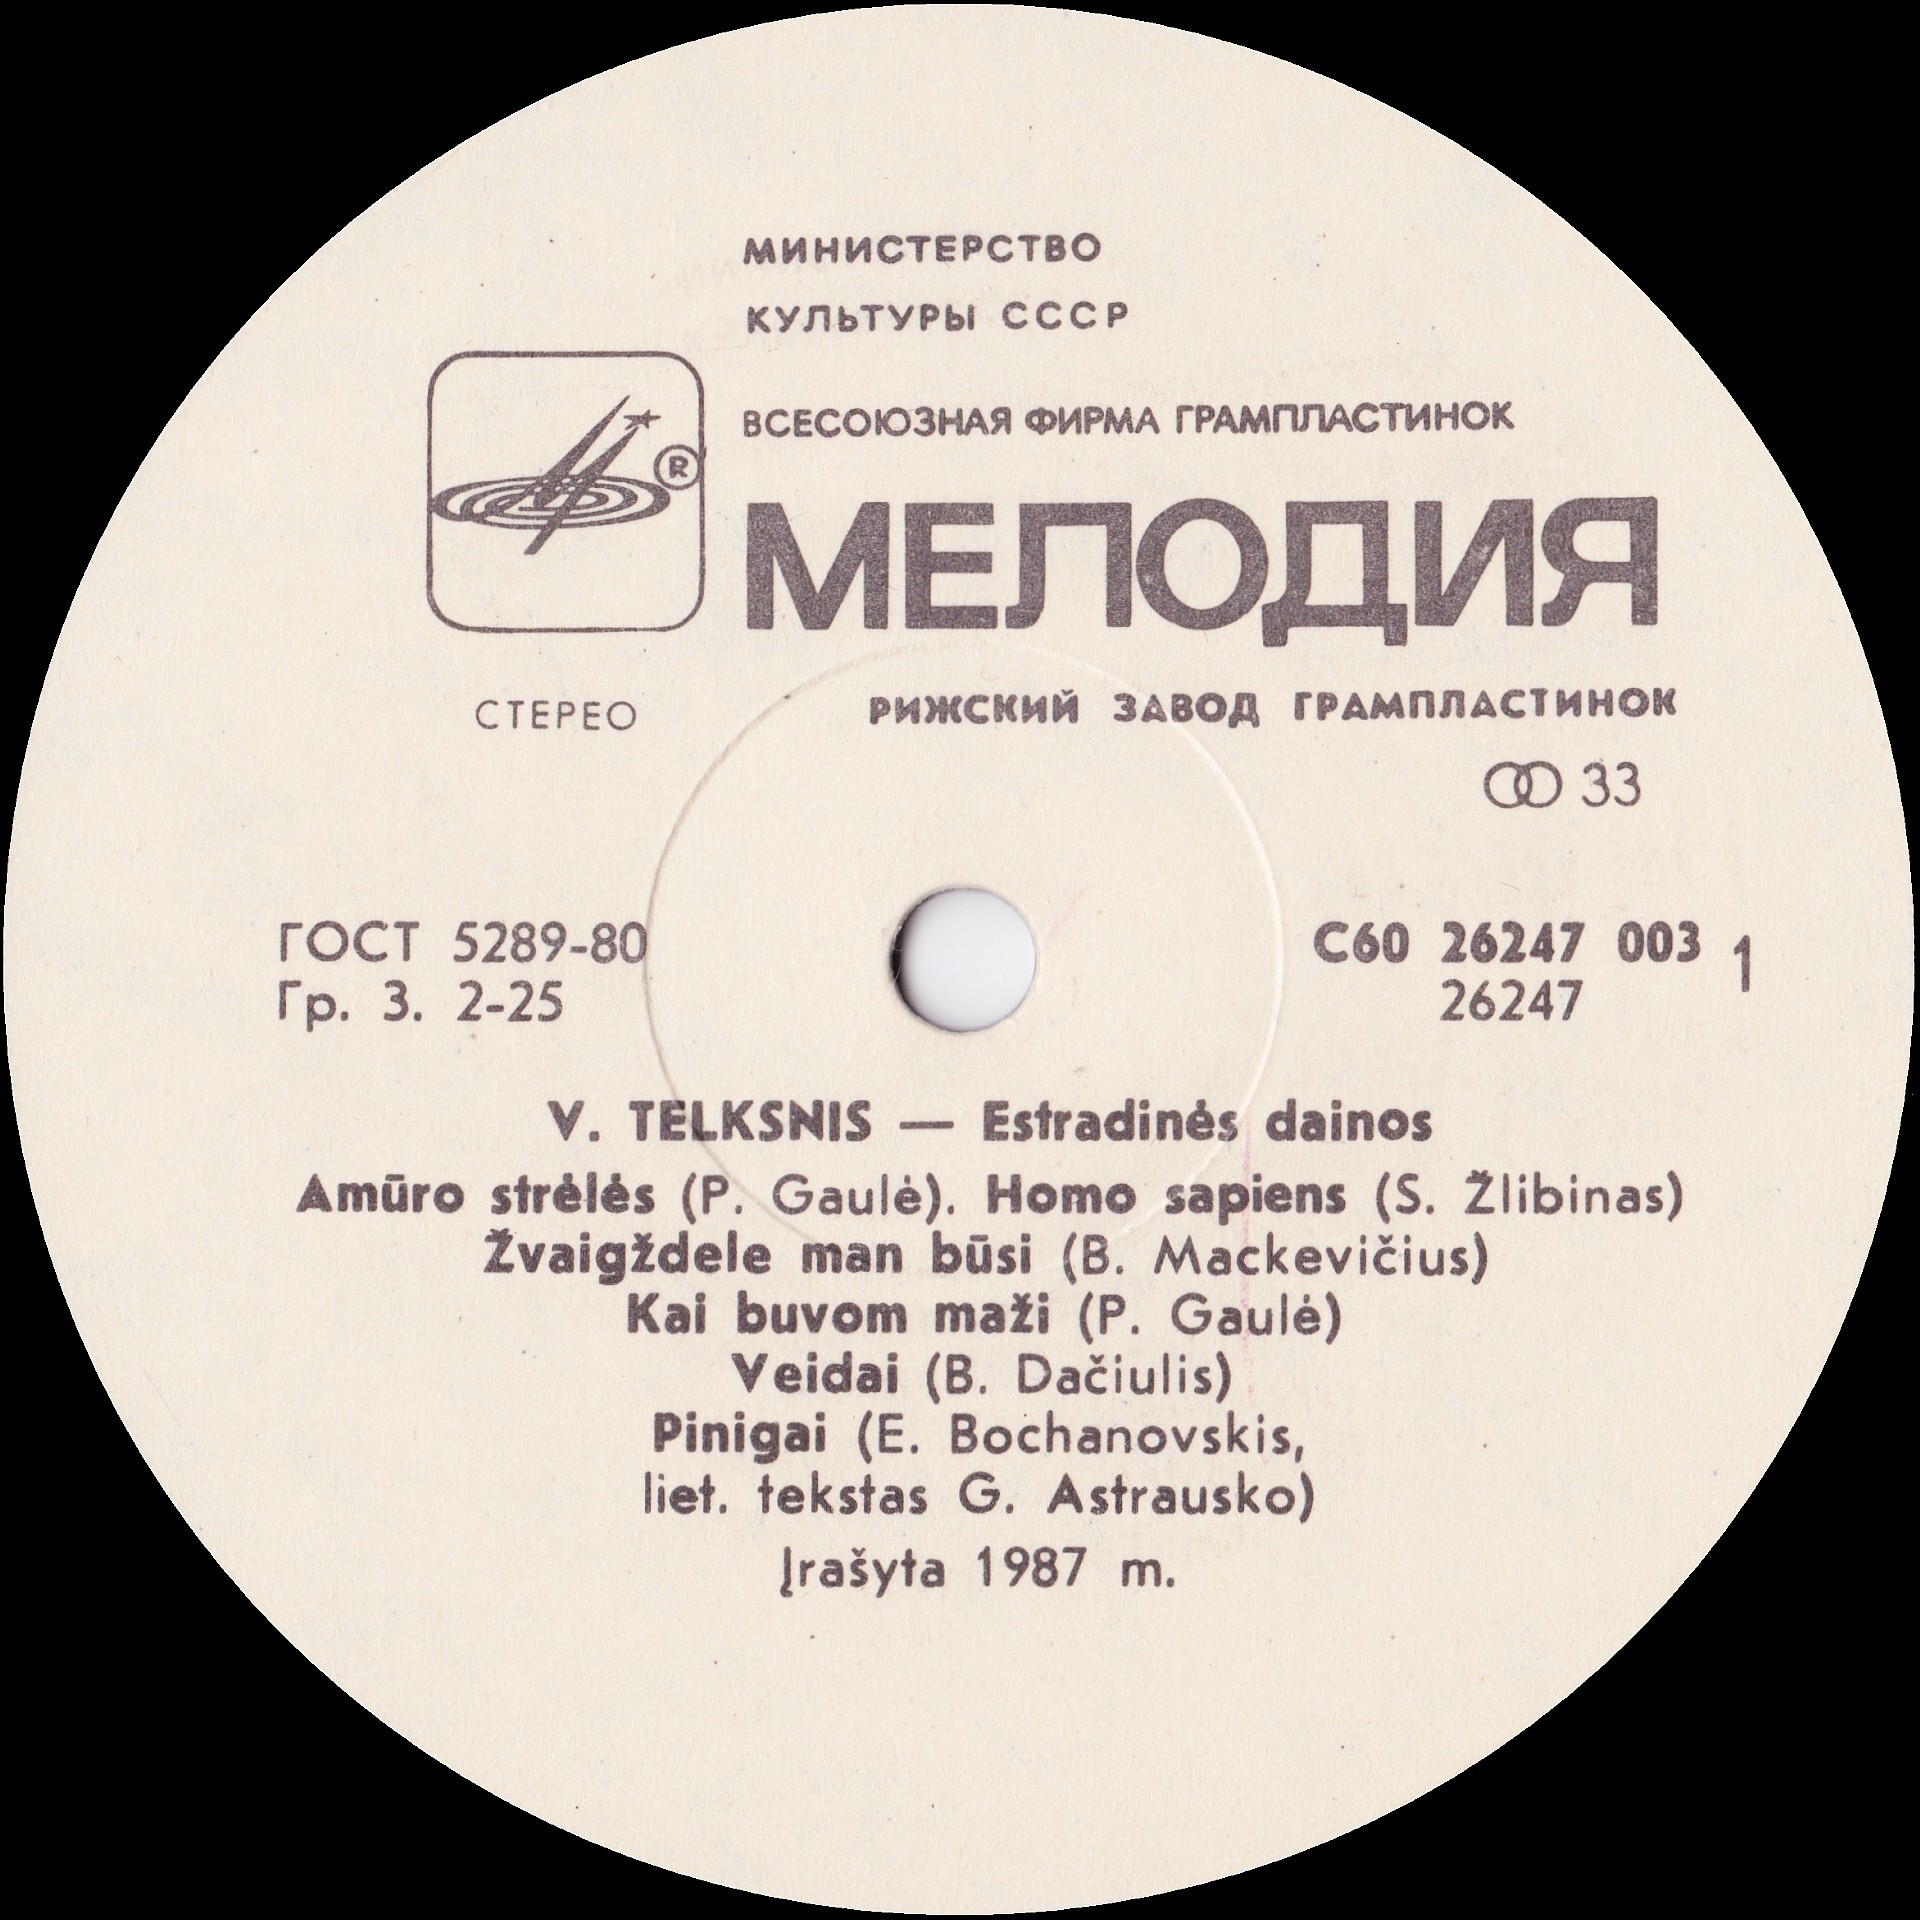 МИНИСТЕРСТВО
КУЛЬТУРЫ СССР
ВСЕСОЮЗНАЯ ФИРМА ГРАМПЛАСТИНОК
®
МЕЛОДИЯ
СТЕРЕО
РИЖСКИЙ ЗАВОД ГРАМПЛАСТИНОК
33
ГОСТ 5289-80
Гр. 3. 2-25
С60 26247 003
26247
1
V. TELKSNIS — Estradinės dainos
Amūro strėlės (P. Gaulė). Homo sapiens (S. Žlibinas)
Žvaigždele man būsi (B. Mackevičius)
Kai buvom maži (P. Gaulė)
Veidai (B. Dačiulis)
Pinigai (E. Bochanovskis,
liet. tekstas G. Astrausko)
Įrašyta 1987 m.